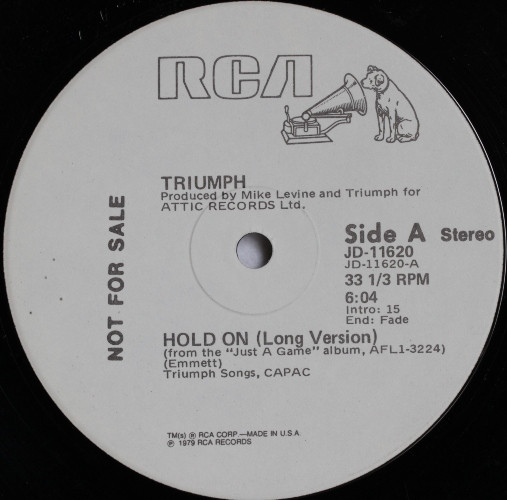 RCA
TRIUMPH
Produced by Mike Levine and Triumph for
ATTIC RECORDS Ltd.
NOT FOR SALE
Side A Stereo
JD-11620
JD-11620-A
33 1/3 RPM
6:04
Intro: 15
End: Fade
HOLD ON (Long Version)
(from the "Just A Game" album, AFL1-3224)
(Emmett)
Triumph Songs, CAPAC
TM(s) ® RCA CORP—MADE IN U.S.A.
℗ 1979 RCA RECORDS